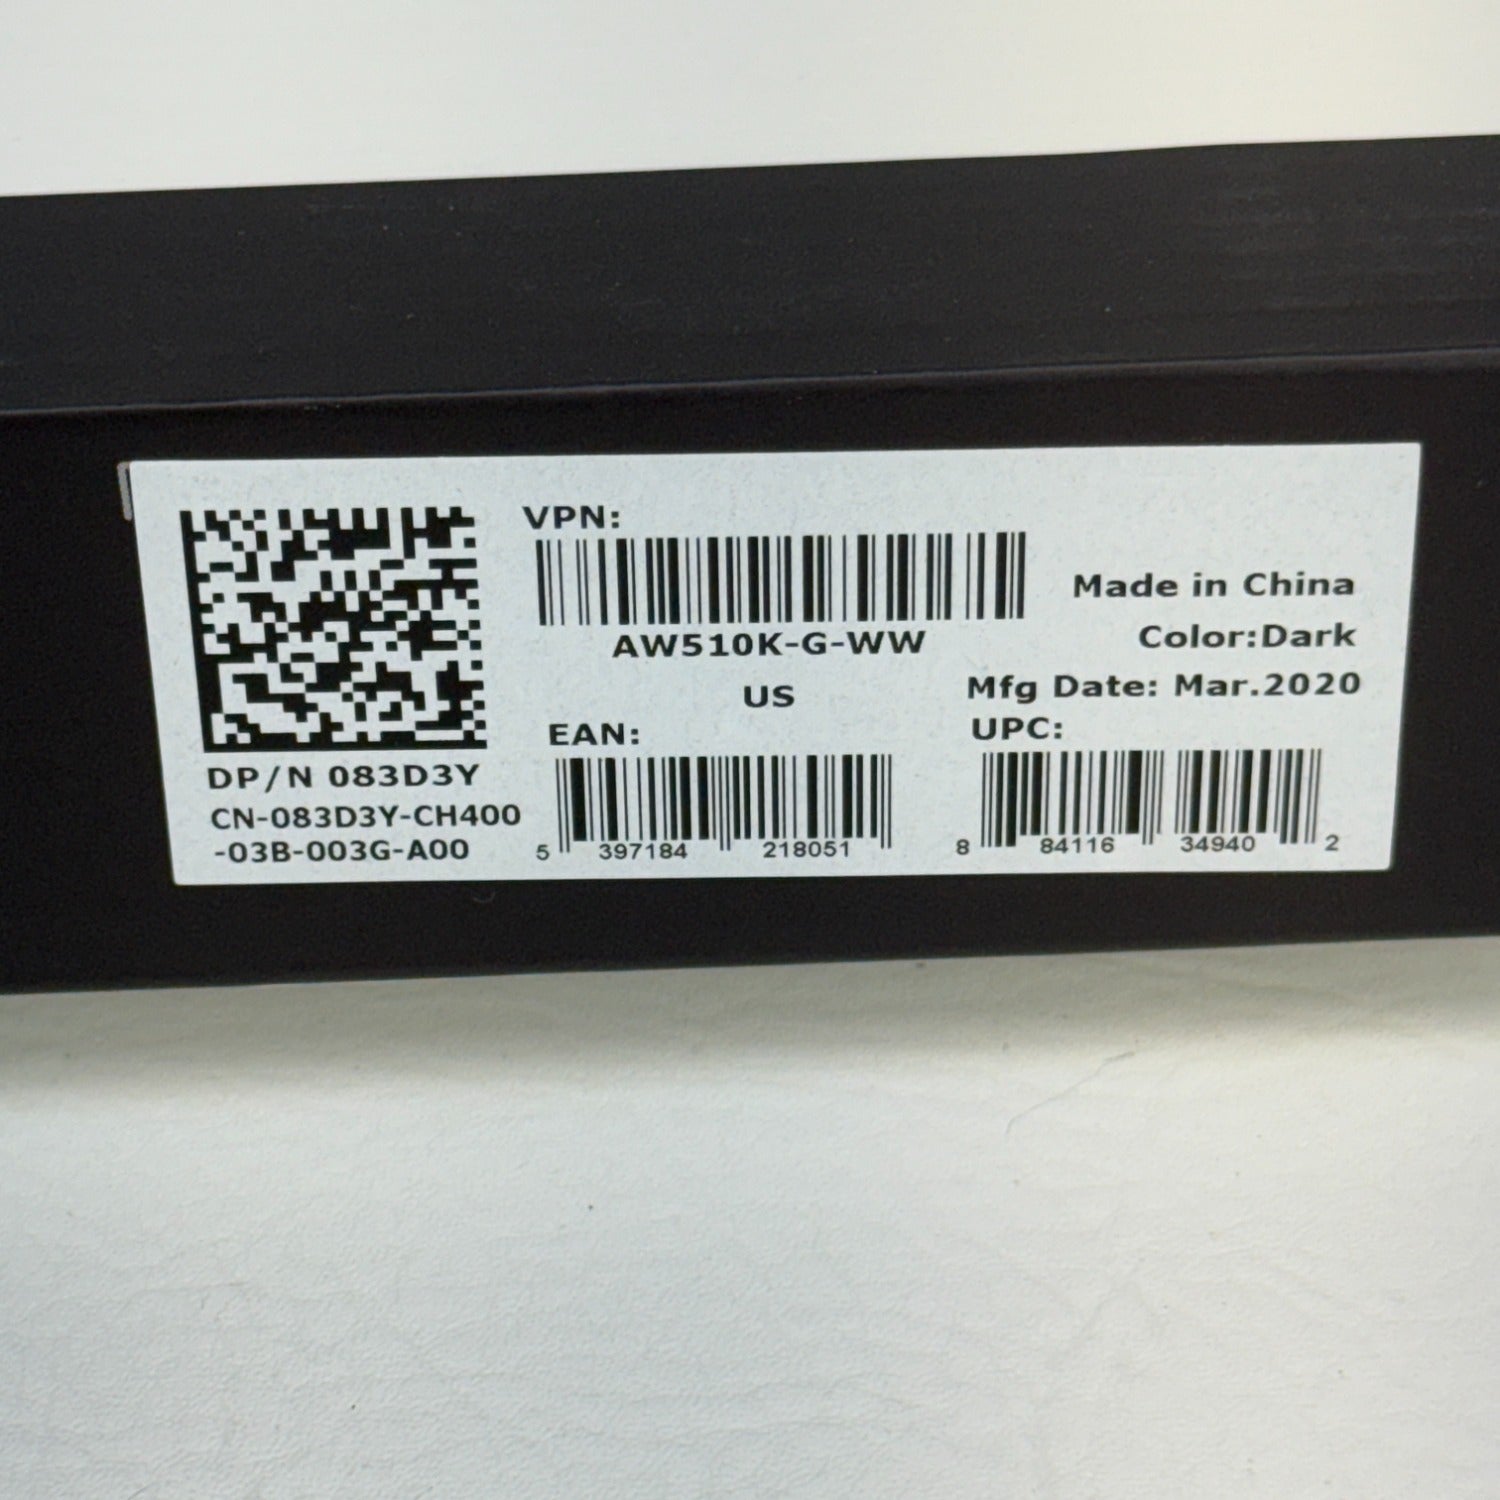 VPN:
AW510K-G-WW
US
Made in China
Color:Dark
Mfg Date: Mar.2020
DP/N 083D3Y
CN-083D3Y-CH400
-03B-003G-A00
EAN:
5 397184 218051
UPC:
8 84116 34940 2